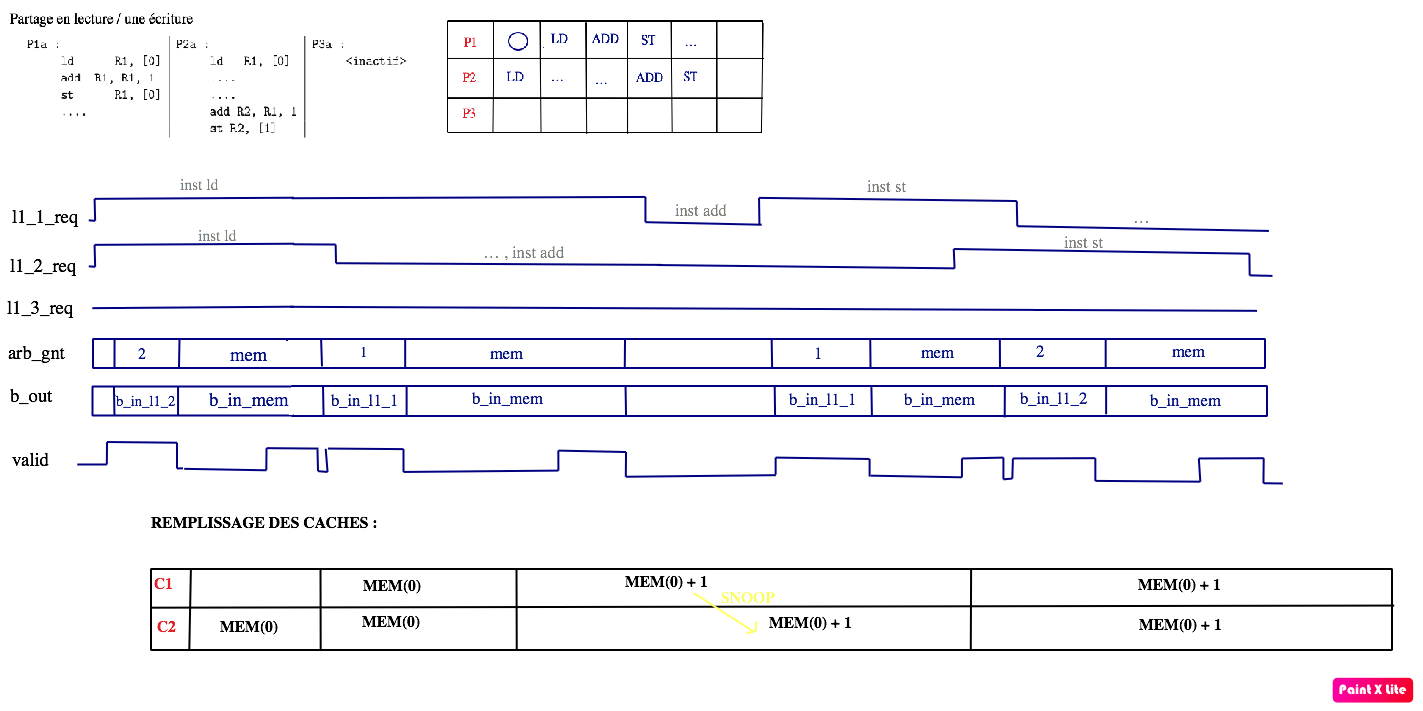 Partage en lecture / une écriture
P1a : P2a : P3a :
ld R1, [0] ld R1, [0] <inactif>
add R1, R1, 1 ....
st R1, [0] ....
.... add R2, R1, 1
st R2, [1]
P1 LD ADD ST ...
P2 LD ... ... ADD ST
P3
inst ld inst st
l1_1_req inst add ...
inst ld ... , inst add inst st
l1_2_req
l1_3_req
arb_gnt 2 mem 1 mem 1 mem 2 mem
b_out b_in_l1_2 b_in_mem b_in_l1_1 b_in_mem b_in_l1_1 b_in_mem b_in_l1_2 b_in_mem
valid
REMPLISSAGE DES CACHES :
C1 MEM(0) MEM(0) + 1 MEM(0) + 1
SNOOP
C2 MEM(0) MEM(0) MEM(0) + 1 MEM(0) + 1
Paint X Lite